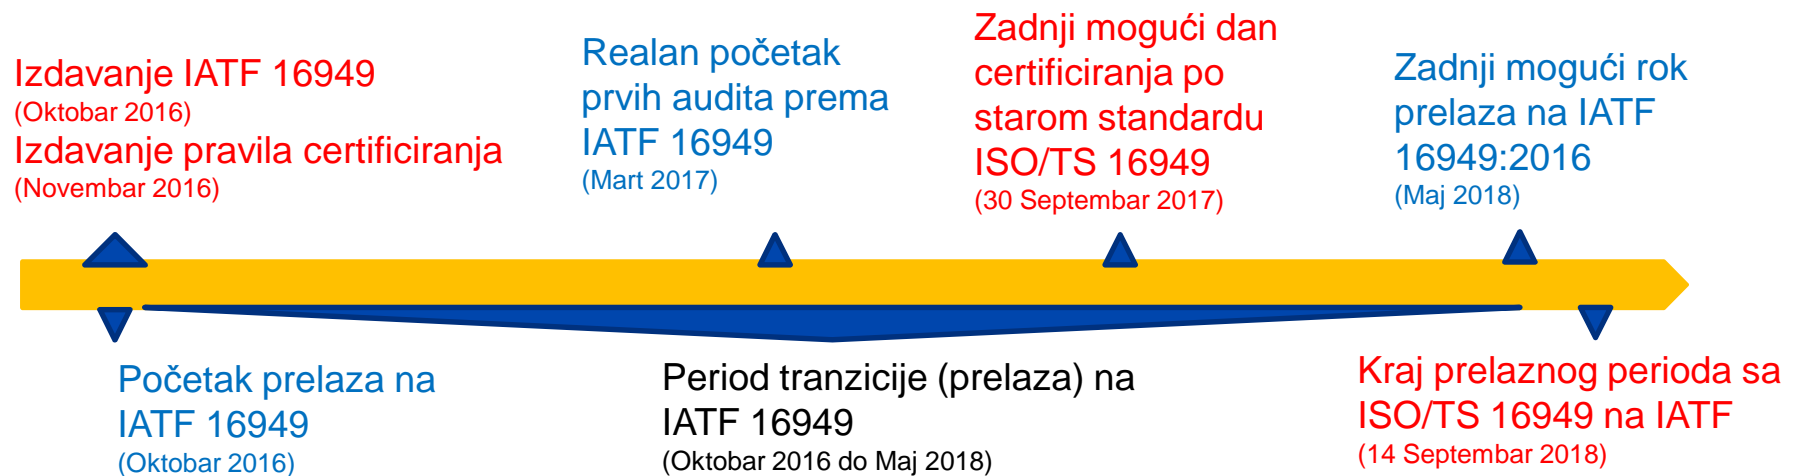 Izdavanje IATF 16949
(Oktobar 2016)
Izdavanje pravila certificiranja
(Novembar 2016)
Realan početak
prvih audita prema
IATF 16949
(Mart 2017)
Zadnji mogući dan
certificiranja po
starom standardu
ISO/TS 16949
(30 Septembar 2017)
Zadnji mogući rok
prelaza na IATF
16949:2016
(Maj 2018)
Početak prelaza na
IATF 16949
(Oktobar 2016)
Period tranzicije (prelaza) na
IATF 16949
(Oktobar 2016 do Maj 2018)
Kraj prelaznog perioda sa
ISO/TS 16949 na IATF
(14 Septembar 2018)